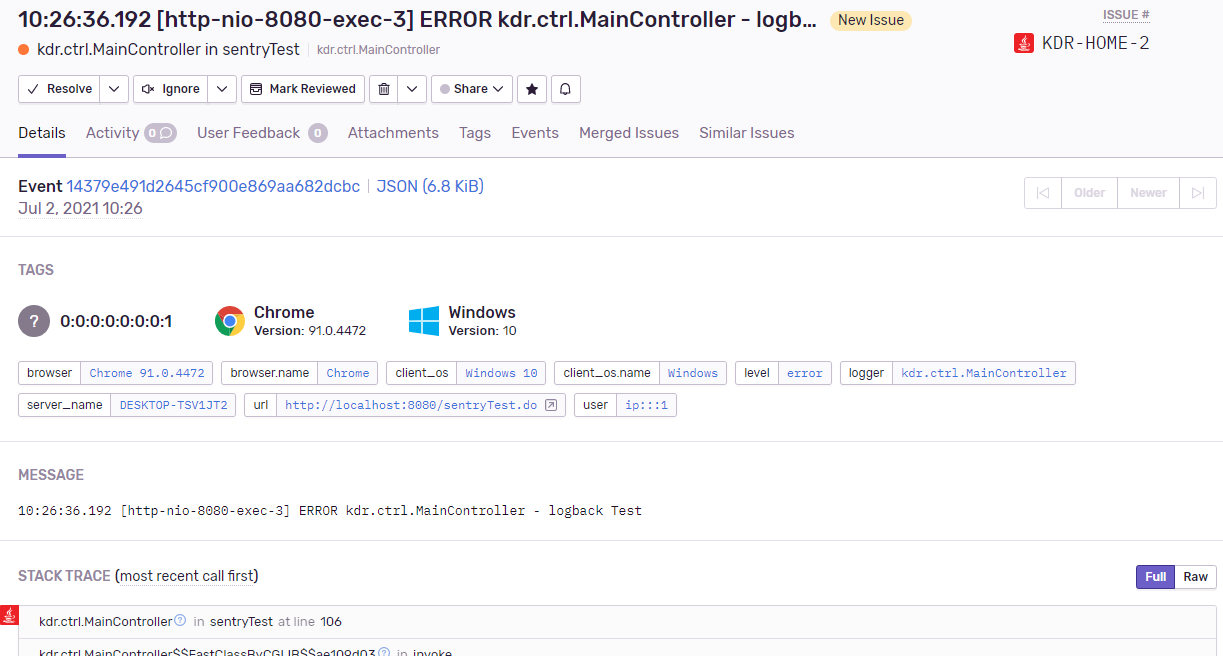 10:26:36.192 [http-nio-8080-exec-3] ERROR kdr.ctrl.MainController - logb... New Issue
ISSUE #
kdr.ctrl.MainController in sentryTest kdr.ctrl.MainController
KDR-HOME-2
Resolve Ignore Mark Reviewed Share
Details Activity 0 User Feedback 0 Attachments Tags Events Merged Issues Similar Issues
Event 14379e491d2645cf900e869aa682dcbc JSON (6.8 KiB)
Jul 2, 2021 10:26
Older Newer
TAGS
? 0:0:0:0:0:0:0:1
Chrome
Version: 91.0.4472
Windows
Version: 10
browser Chrome 91.0.4472 browser.name Chrome client_os Windows 10 client_os.name Windows level error logger kdr.ctrl.MainController
server_name DESKTOP-TSV1JT2 url http://localhost:8080/sentryTest.do user ip:::1
MESSAGE
10:26:36.192 [http-nio-8080-exec-3] ERROR kdr.ctrl.MainController - logback Test
STACK TRACE (most recent call first)
Full Raw
kdr.ctrl.MainController ? in sentryTest at line 106
kdr.ctrl.MainController$$FastClassByCGLIB$$ae109d03 ? in invoke